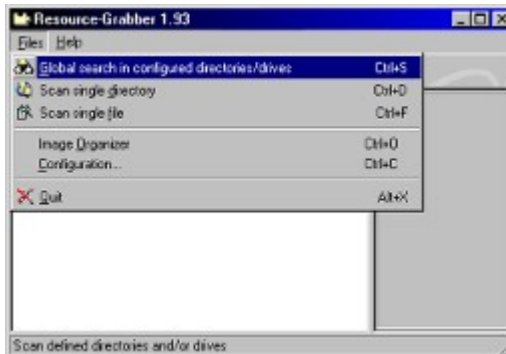 Resource-Grabber 1.93
Files Help
Global search in configured directories/drives Ctrl+S
Scan single directory Ctrl+D
Scan single file Ctrl+F
Image Organizer Ctrl+O
Configuration... Ctrl+C
Quit Alt+X
Scan defined directories and/or drives